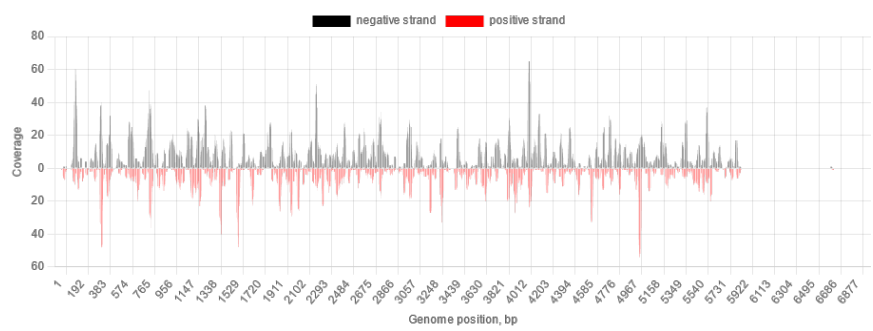 negative strand positive strand
80
60
40
20
0
20
40
60
Coverage
1 192 383 574 765 956 1147 1338 1529 1720 1911 2102 2293 2484 2675 2866 3057 3248 3439 3630 3821 4012 4203 4394 4585 4776 4967 5158 5349 5540 5731 5922 6113 6304 6495 6686 6877
Genome position, bp